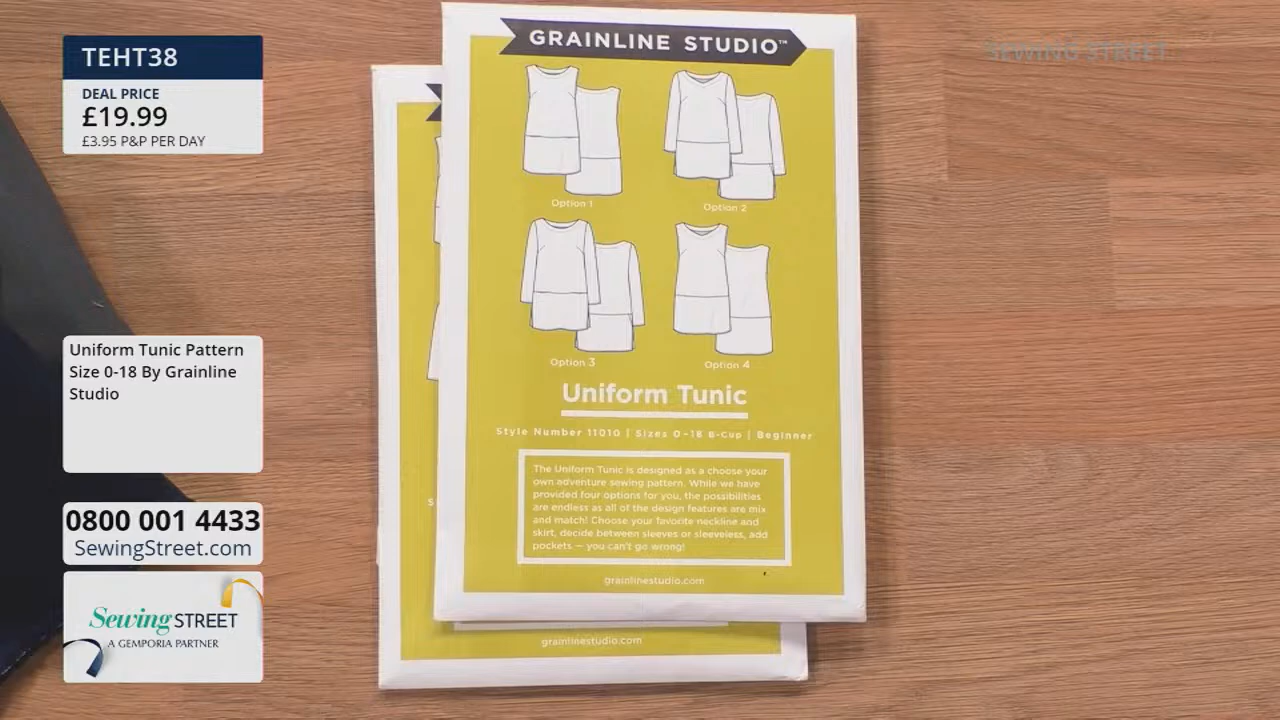 TEHT38
DEAL PRICE
£19.99
£3.95 P&P PER DAY
Uniform Tunic Pattern
Size 0-18 By Grainline
Studio
0800 001 4433
SewingStreet.com
Sewing STREET
A GEMPORIA PARTNER
SEWING STREET
GRAINLINE STUDIO™
Option 1
Option 2
Option 3
Option 4
Uniform Tunic
Style Number 11010 | Sizes 0-18 B-Cup | Beginner
The Uniform Tunic is designed as a choose your
own adventure sewing pattern. While we have
provided four options for you, the possibilities
are endless as all of the design features are mix
and match! Choose your favorite neckline and
skirt, decide between sleeves or sleeveless, add
pockets — you can't go wrong!
grainlinestudio.com
grainlinestudio.com